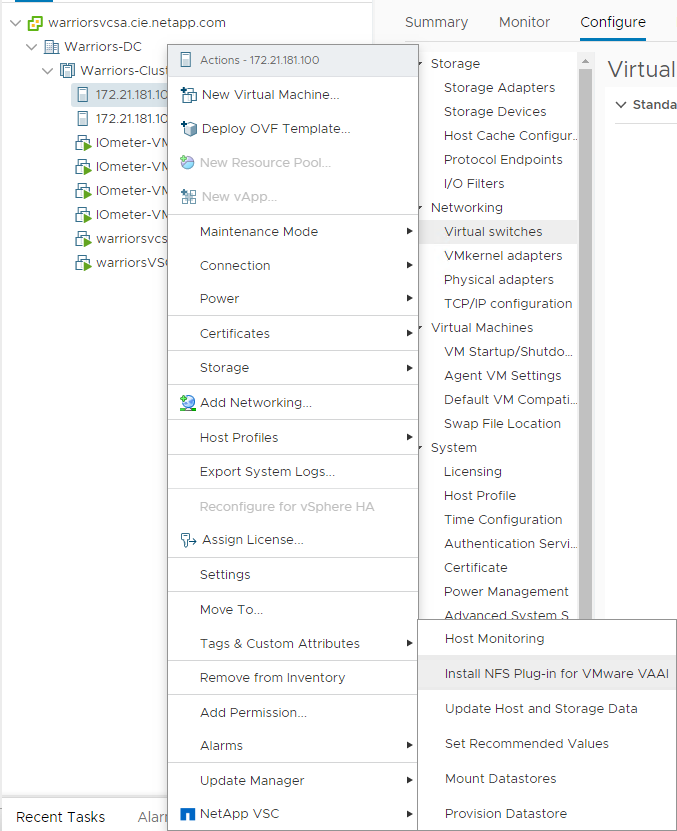 warriorsvcsa.cie.netapp.com
Warriors-DC
Warriors-Clust
172.21.181.10
172.21.181.10
IOmeter-VM
IOmeter-VM
IOmeter-VM
IOmeter-VM
warriorsvcs
warriorsVSC
Recent Tasks
Alarm
Actions - 172.21.181.100
New Virtual Machine...
Deploy OVF Template...
New Resource Pool...
New vApp...
Maintenance Mode
Connection
Power
Certificates
Storage
Add Networking...
Host Profiles
Export System Logs...
Reconfigure for vSphere HA
Assign License...
Settings
Move To...
Tags & Custom Attributes
Remove from Inventory
Add Permission...
Alarms
Update Manager
NetApp VSC
Summary
Monitor
Configure
Storage
Storage Adapters
Storage Devices
Host Cache Configur..
Protocol Endpoints
I/O Filters
Networking
Virtual switches
VMkernel adapters
Physical adapters
TCP/IP configuration
Virtual Machines
VM Startup/Shutdo...
Agent VM Settings
Default VM Compati...
Swap File Location
System
Licensing
Host Profile
Time Configuration
Authentication Servi...
Certificate
Power Management
Advanced System S
Virtual
Standa
Host Monitoring
Install NFS Plug-in for VMware VAAI
Update Host and Storage Data
Set Recommended Values
Mount Datastores
Provision Datastore